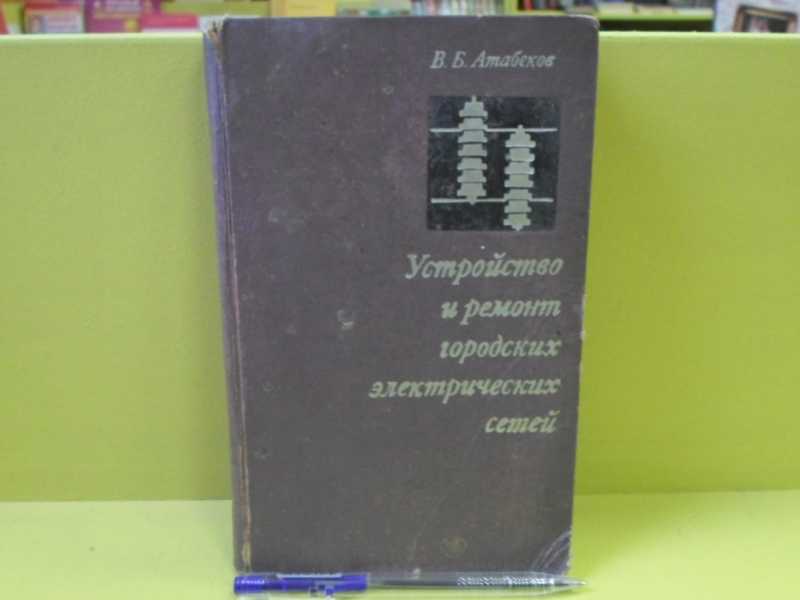 В. Б. Атабеков
Устройство
и ремонт
городских
электрических
сетей